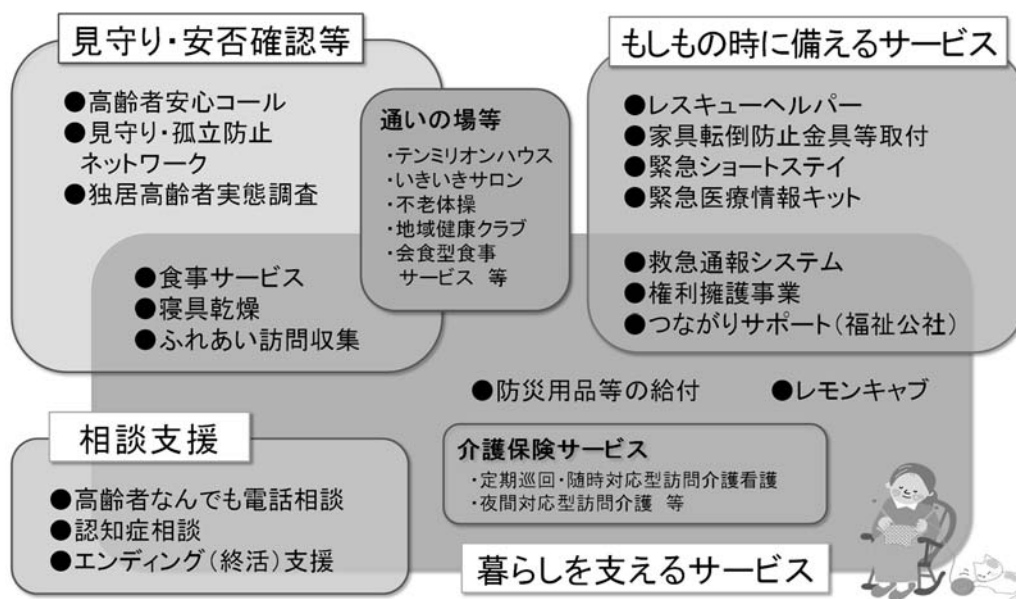 見守り・安否確認等
●高齢者安心コール
●見守り・孤立防止
ネットワーク
●独居高齢者実態調査
●食事サービス
●寝具乾燥
●ふれあい訪問収集
通いの場等
・テンミリオンハウス
・いきいきサロン
・不老体操
・地域健康クラブ
・会食型食事
サービス 等
もしもの時に備えるサービス
●レスキューヘルパー
●家具転倒防止金具等取付
●緊急ショートステイ
●緊急医療情報キット
●救急通報システム
●権利擁護事業
●つながりサポート(福祉公社)
●防災用品等の給付 ●レモンキャブ
相談支援
●高齢者なんでも電話相談
●認知症相談
●エンディング(終活)支援
介護保険サービス
・定期巡回・随時対応型訪問介護看護
・夜間対応型訪問介護 等
暮らしを支えるサービス